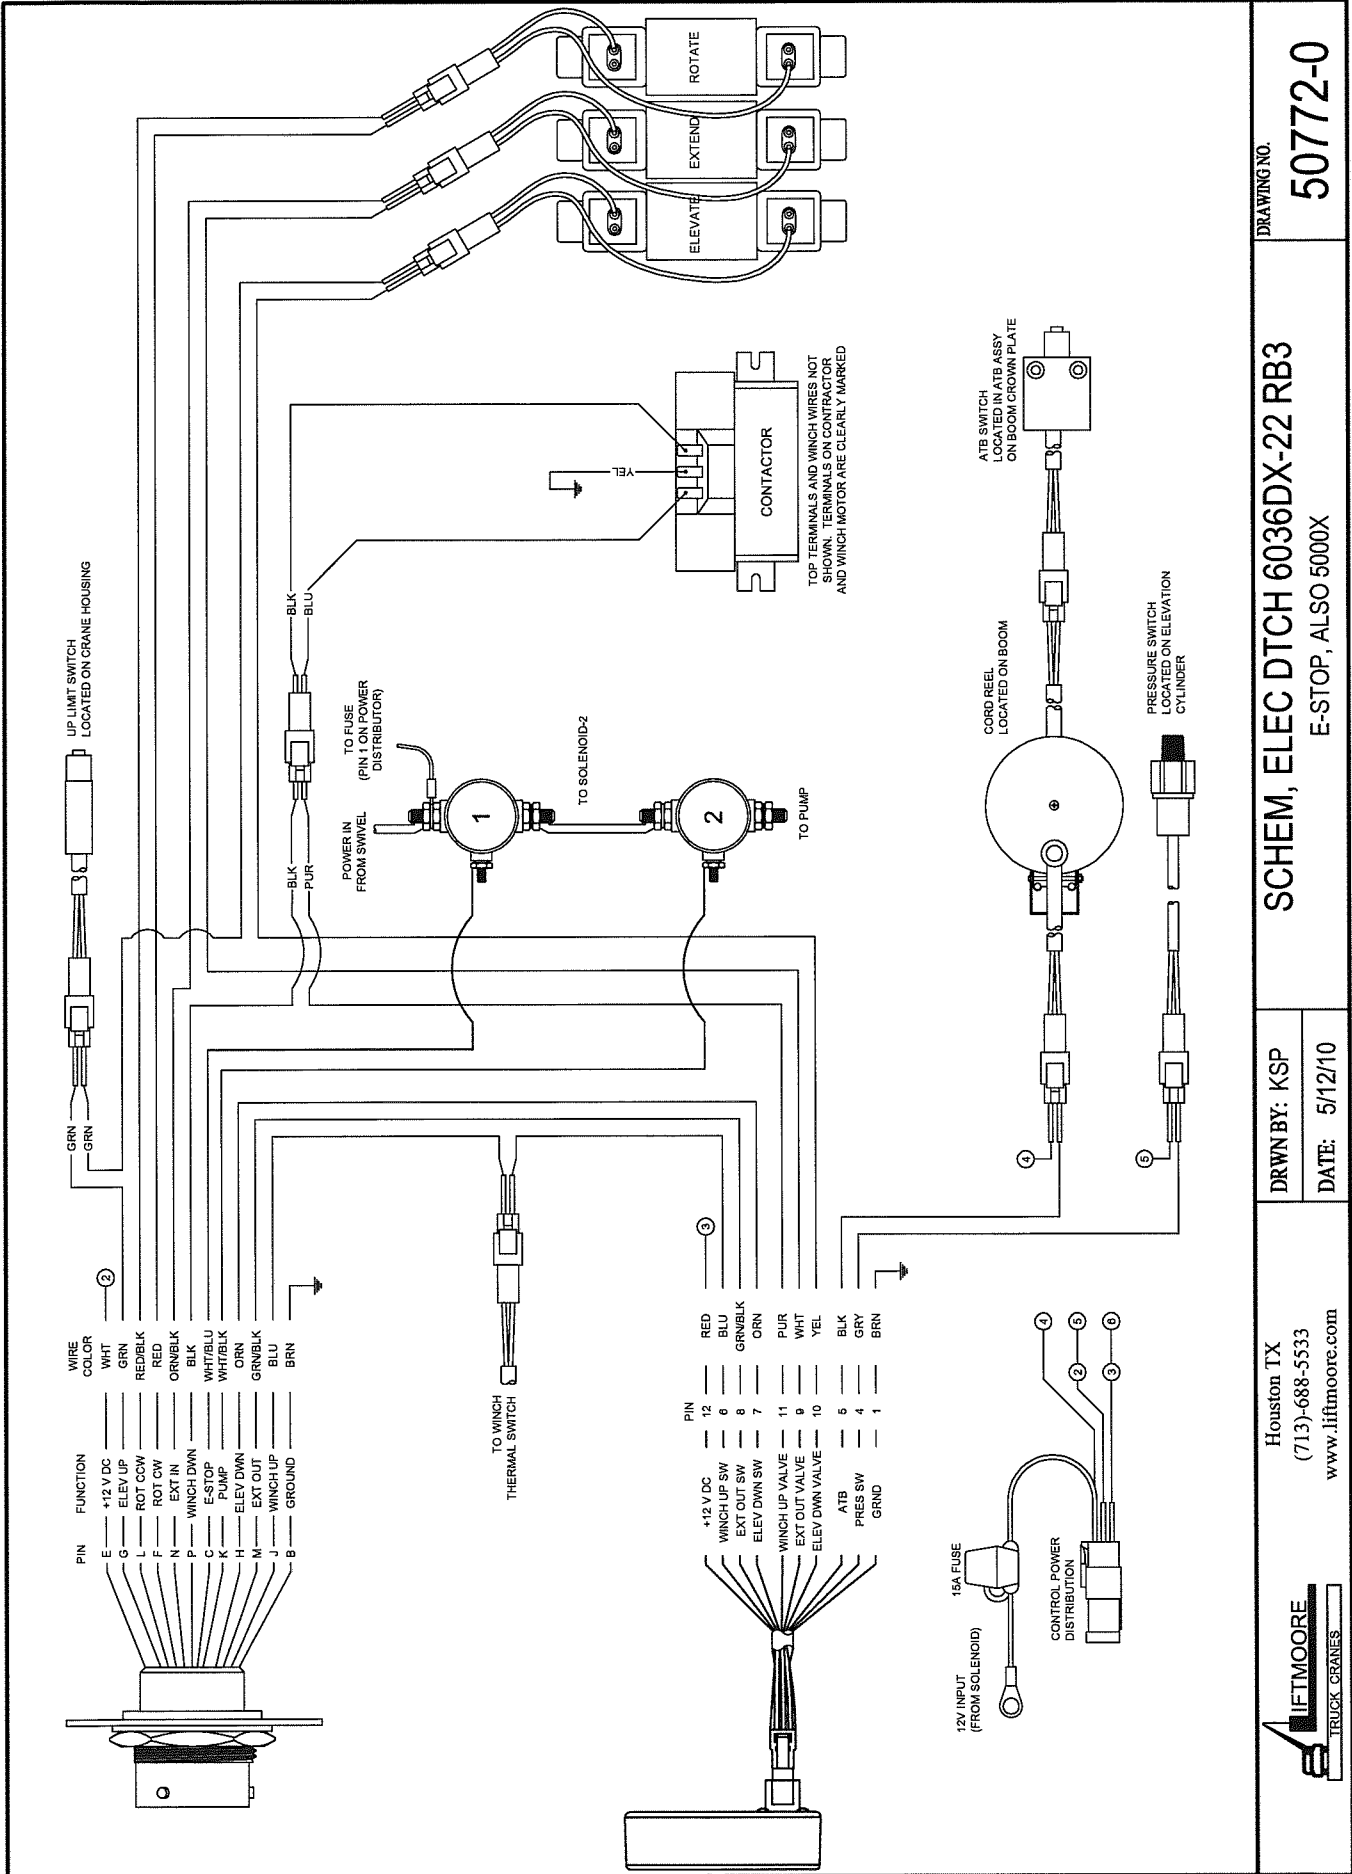 PIN FUNCTION WIRE
COLOR
E +12 V DC WHT 2
G ELEV UP GRN
L ROT CCW RED/BLK
F ROT CW RED
N EXT IN ORN/BLK
P WINCH DWN BLK
C E-STOP WHT/BLU
K PUMP WHT/BLK
H ELEV DWN ORN
M EXT OUT GRN/BLK
J WINCH UP BLU
B GROUND BRN
GRN
GRN
UP LIMIT SWITCH
LOCATED ON CRANE HOUSING
BLK
PUR
BLK
BLU
POWER IN
FROM SWIVEL
TO FUSE
(PIN 1 ON POWER
DISTRIBUTOR)
1
TO SOLENOID-2
2
TO PUMP
YEL
CONTACTOR
TOP TERMINALS AND WINCH WIRES NOT
SHOWN. TERMINALS ON CONTRACTOR
AND WINCH MOTOR ARE CLEARLY MARKED
ELEVATE
EXTEND
ROTATE
TO WINCH
THERMAL SWITCH
PIN
+12 V DC 12 RED 3
WINCH UP SW 6 BLU
EXT OUT SW 8 GRN/BLK
ELEV DWN SW 7 ORN
WINCH UP VALVE 11 PUR
EXT OUT VALVE 9 WHT
ELEV DWN VALVE 10 YEL
ATB 5 BLK
PRES SW 4 GRY
GRND 1 BRN
4
CORD REEL
LOCATED ON BOOM
ATB SWITCH
LOCATED IN ATB ASSY
ON BOOM CROWN PLATE
5
PRESSURE SWITCH
LOCATED ON ELEVATION
CYLINDER
12V INPUT
(FROM SOLENOID)
15A FUSE
CONTROL POWER
DISTRIBUTION
4
2 5
3 6
LIFTMOORE
TRUCK CRANES
Houston TX
(713)-688-5533
www.liftmoore.com
DRWN BY: KSP
DATE: 5/12/10
SCHEM, ELEC DTCH 6036DX-22 RB3
E-STOP, ALSO 5000X
DRAWING NO.
50772-0